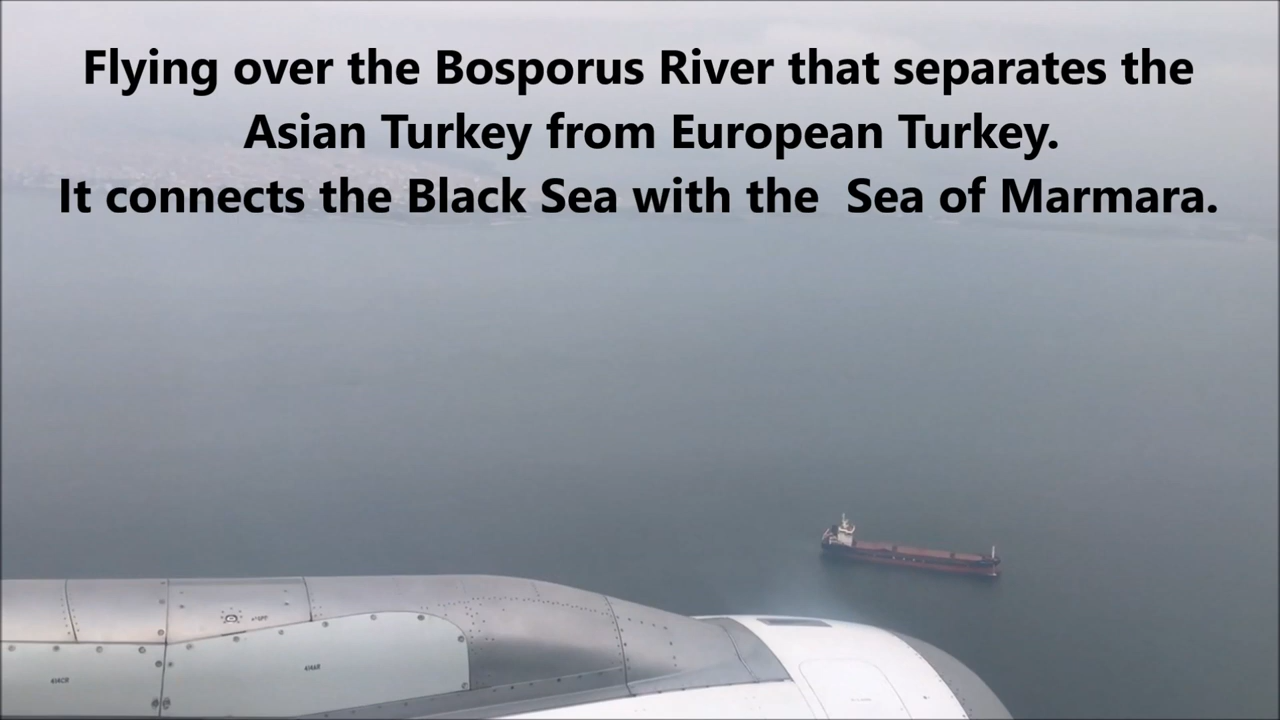 Flying over the Bosporus River that separates the
Asian Turkey from European Turkey.
It connects the Black Sea with the  Sea of Marmara.